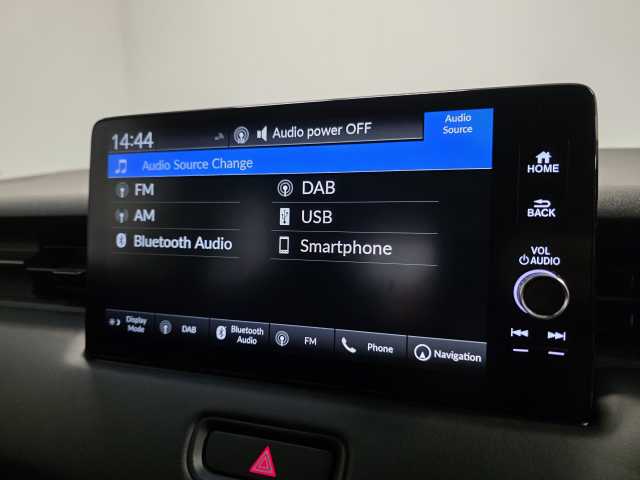 14:44
Audio power OFF
Audio
Source
Audio Source Change
FM
DAB
AM
USB
Bluetooth Audio
Smartphone
Display
Mode
DAB
Bluetooth
Audio
FM
Phone
Navigation
HOME
BACK
VOL
AUDIO